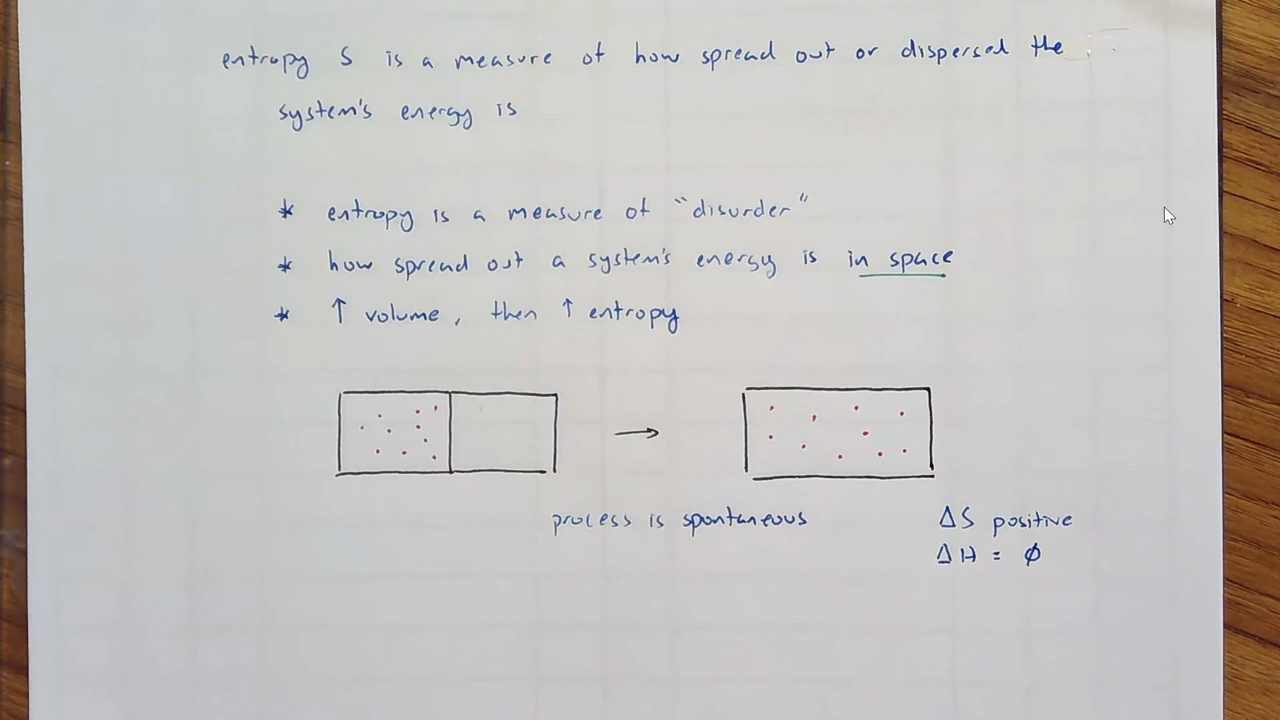 entropy S is a measure of how spread out or dispersed the
system's energy is
* entropy is a measure of "disorder"
* how spread out a system's energy is in space
* ↑ volume, then ↑ entropy
→
process is spontaneous
ΔS positive
ΔH = ∅